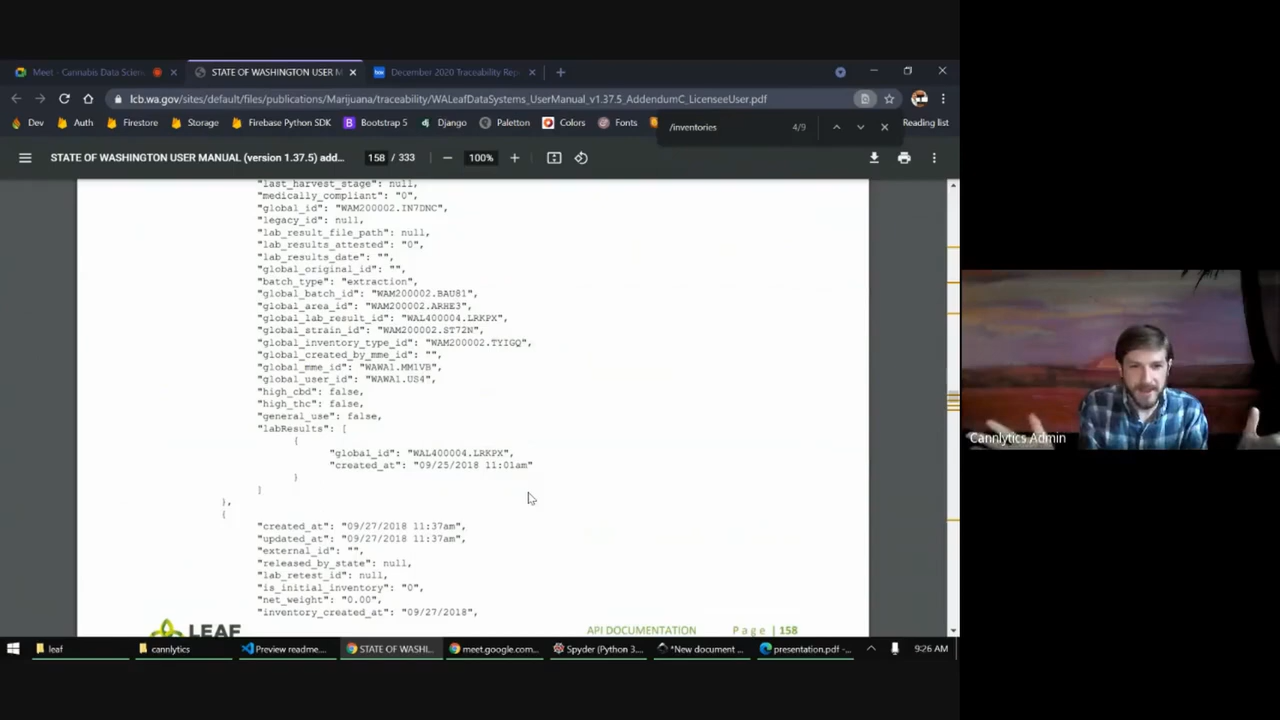 Meet - Cannabis Data Scien
STATE OF WASHINGTON USER M
December 2020 Traceability Rep
lcb.wa.gov/sites/default/files/publications/Marijuana/traceability/WALeafDataSystems_UserManual_v1.37.5_AddendumC_LicenseeUser.pdf
Dev Auth Firestore Storage Firebase Python SDK Bootstrap 5 Django Paletton Colors Fonts Reading list
/inventories 4/9
STATE OF WASHINGTON USER MANUAL (version 1.37.5) add... 158 / 333 100%
"last_harvest_stage": null,
"medically_compliant": "0",
"global_id": "WAM200002.IN7DNC",
"legacy_id": null,
"lab_result_file_path": null,
"lab_results_attested": "0",
"lab_results_date": "",
"global_original_id": "",
"batch_type": "extraction",
"global_batch_id": "WAM200002.BAU81",
"global_area_id": "WAM200002.ARHE3",
"global_lab_result_id": "WAL400004.LRKPX",
"global_strain_id": "WAM200002.ST72N",
"global_inventory_type_id": "WAM200002.TYIGQ",
"global_created_by_mme_id": "",
"global_mme_id": "WAWA1.MM1VB",
"global_user_id": "WAWA1.US4",
"high_cbd": false,
"high_thc": false,
"general_use": false,
"labResults": [
{
"global_id": "WAL400004.LRKPX",
"created_at": "09/25/2018 11:01am"
}
]
},
{
"created_at": "09/27/2018 11:37am",
"updated_at": "09/27/2018 11:37am",
"external_id": "",
"released_by_state": null,
"lab_retest_id": null,
"is_initial_inventory": "0",
"net_weight": "0.00",
"inventory_created_at": "09/27/2018",
LEAF
API DOCUMENTATION Page | 158
Cannlytics Admin
leaf cannlytics Preview readme... STATE OF WASHI... meet.google.com... Spyder (Python 3.... *New document ... presentation.pdf -... 9:26 AM